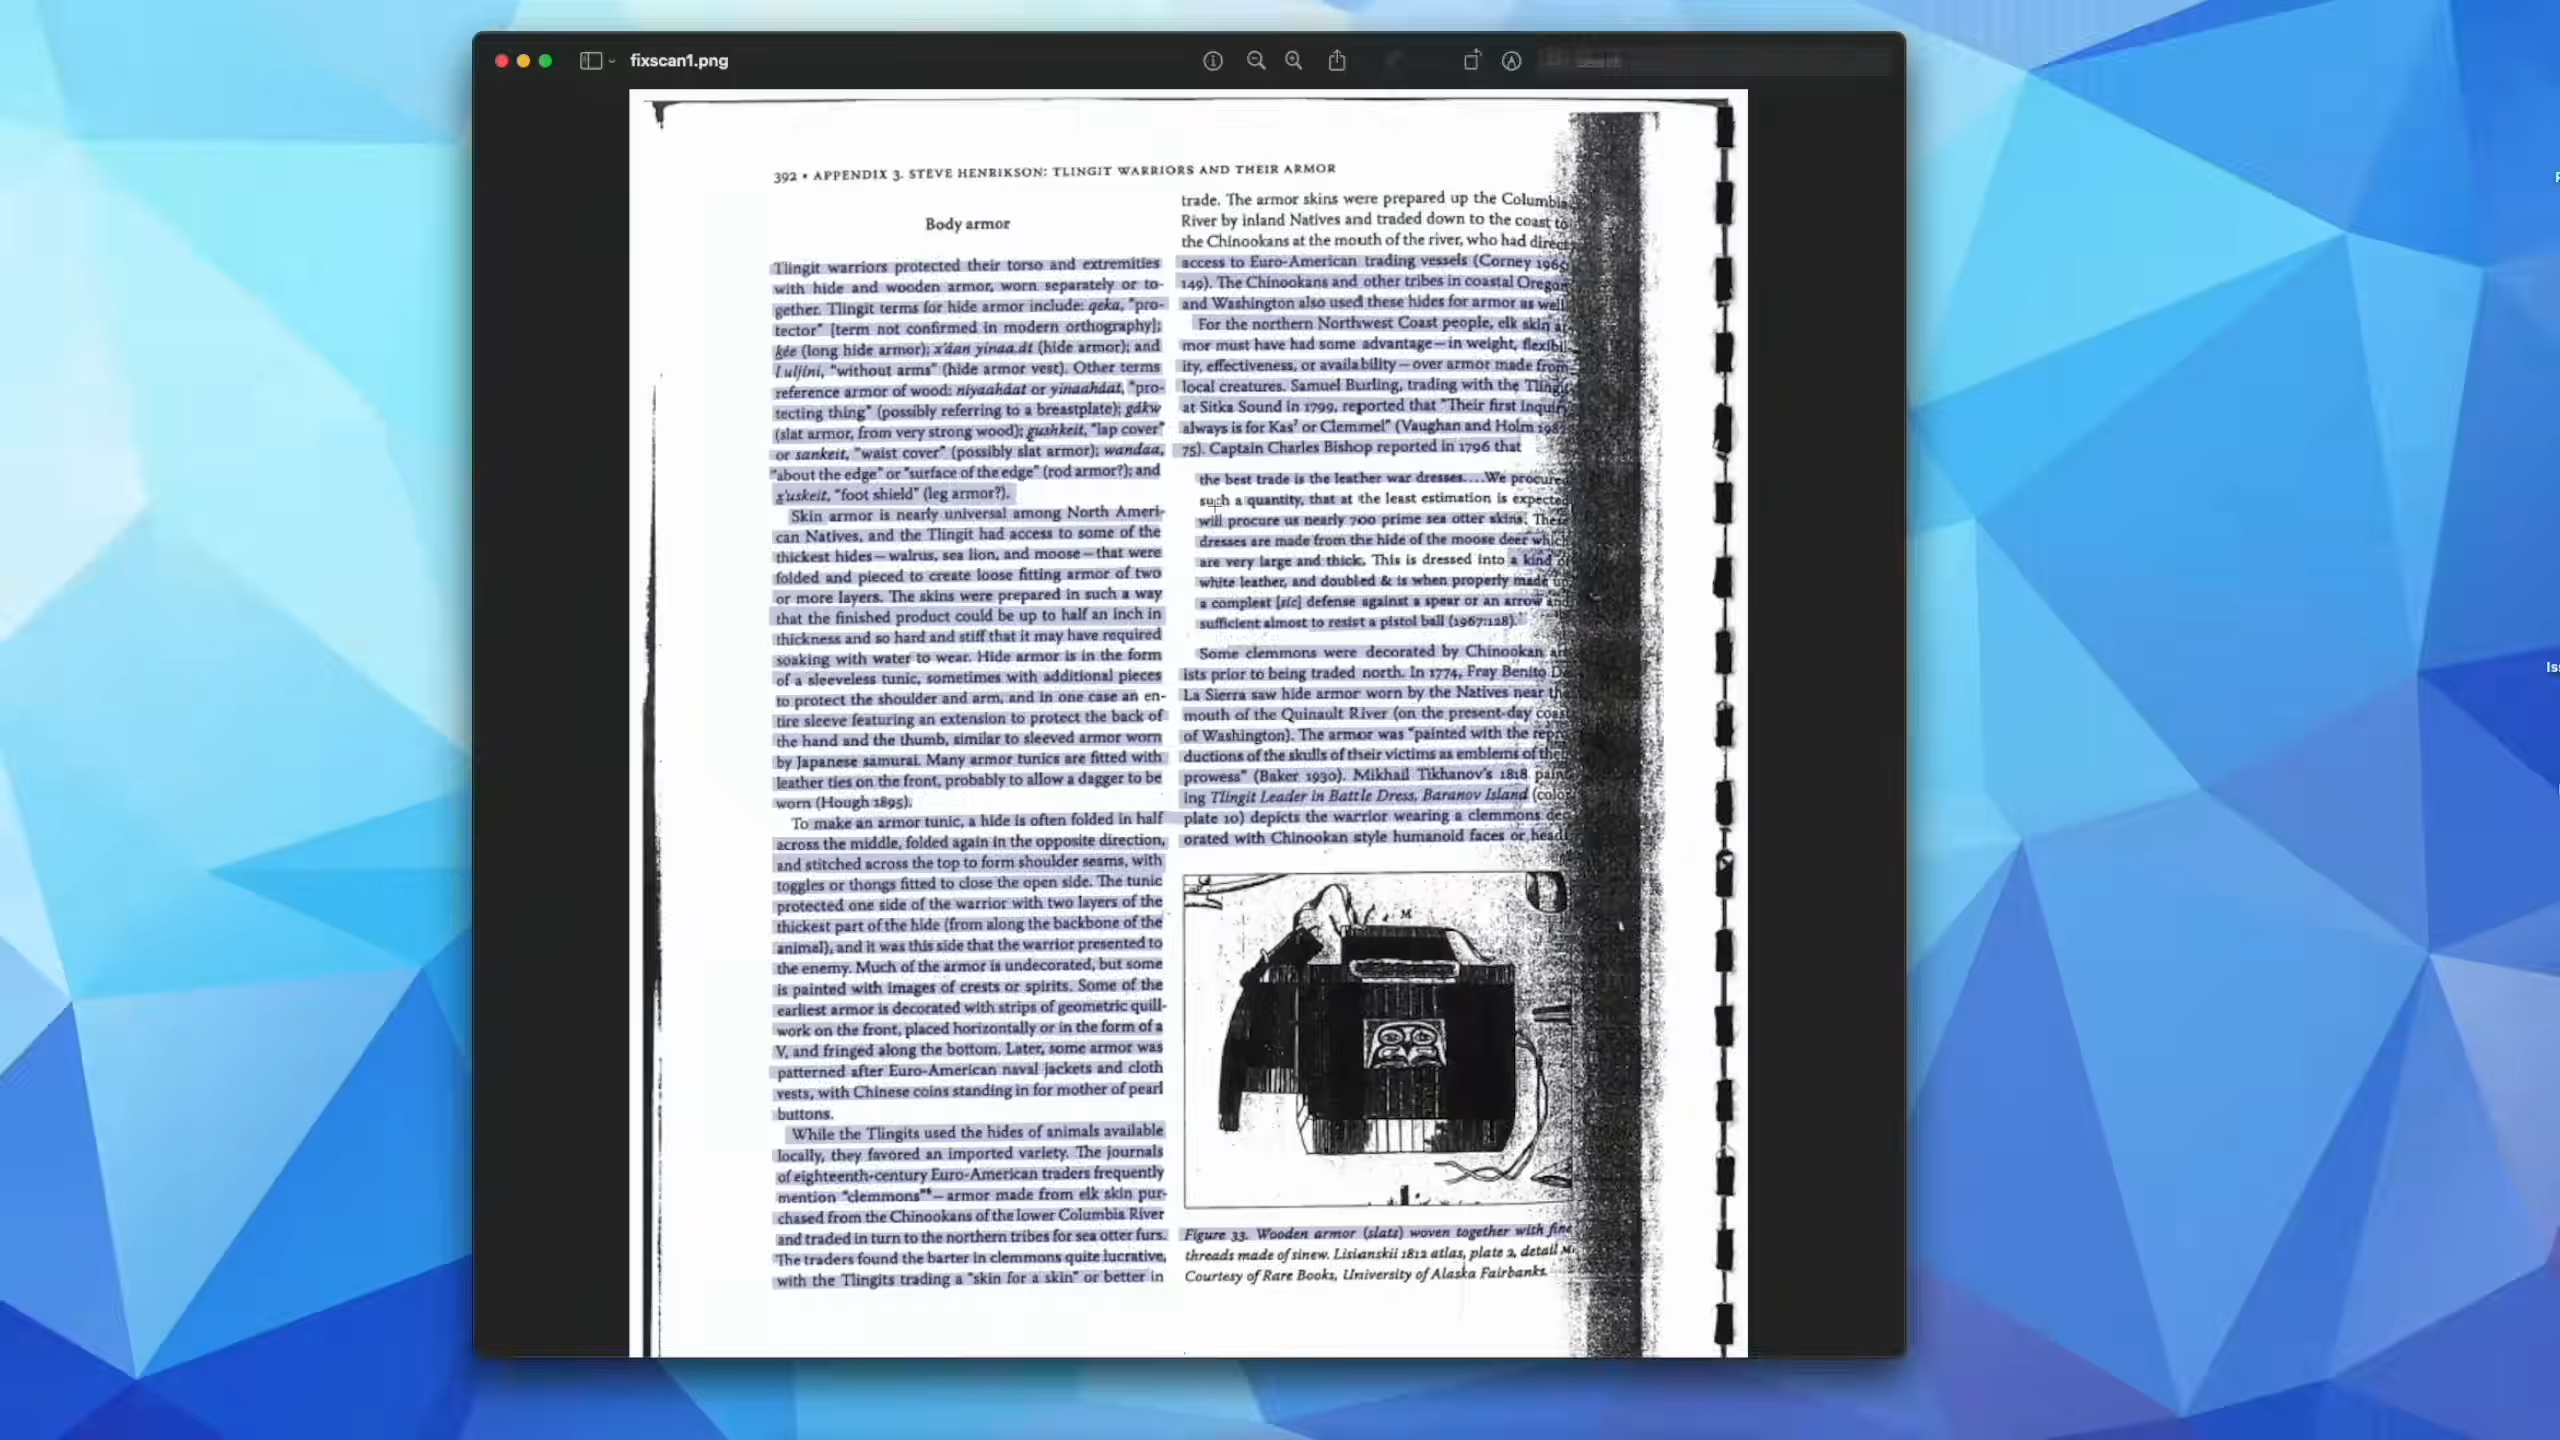 fixscan1.png
392 • APPENDIX 3. STEVE HENRIKSON: TLINGIT WARRIORS AND THEIR ARMOR
Body armor
Tlingit warriors protected their torso and extremities
with hide and wooden armor, worn separately or to-
gether. Tlingit terms for hide armor include: qeka, "pro-
tector" [term not confirmed in modern orthography];
(long hide armor); x'áan yinaa.át (hide armor); and
l uljíni, "without arms" (hide armor vest). Other terms
reference armor of wood: niyaaháat or yinaaháat, "pro-
tecting thing" (possibly referring to a breastplate);
(slat armor, from very strong wood); gushkeit, "lap cover"
or sankeit, "waist cover" (possibly slat armor); wandaa,
"about the edge" or "surface of the edge" (rod armor?); and
x'uskeit, "foot shield" (leg armor?).
Skin armor is nearly universal among North Ameri-
can Natives, and the Tlingit had access to some of the
thickest hides—walrus, sea lion, and moose—that were
folded and pieced to create loose fitting armor of two
or more layers. The skins were prepared in such a way
that the finished product could be up to half an inch in
thickness and so hard and stiff that it may have required
soaking with water to wear. Hide armor is in the form
of a sleeveless tunic, sometimes with additional pieces
to protect the shoulder and arm, and in one case an en-
tire sleeve featuring an extension to protect the back of
the hand and the thumb, similar to sleeved armor worn
by Japanese samurai. Many armor tunics are fitted with
leather ties on the front, probably to allow a dagger to be
worn (Hough 1895).
To make an armor tunic, a hide is often folded in half
across the middle, folded again in the opposite direction,
and stitched across the top to form shoulder seams, with
toggles or thongs fitted to close the open side. The tunic
protected one side of the warrior with two layers of the
thickest part of the hide (from along the backbone of the
animal), and it was this side that the warrior presented to
the enemy. Much of the armor is undecorated, but some
is painted with images of crests or spirits. Some of the
earliest armor is decorated with strips of geometric quill-
work on the front, placed horizontally or in the form of a
V, and fringed along the bottom. Later, some armor was
patterned after Euro-American naval jackets and cloth
vests, with Chinese coins standing in for mother of pearl
buttons.
While the Tlingits used the hides of animals available
locally, they favored an imported variety. The journals
of eighteenth-century Euro-American traders frequently
mention "clemmons"⁶—armor made from elk skin pur-
chased from the Chinookans of the lower Columbia River
and traded in turn to the northern tribes for sea otter furs.
The traders found the barter in clemmons quite lucrative,
with the Tlingits trading a "skin for a skin" or better in
trade. The armor skins were prepared up the Columbia
River by inland Natives and traded down to the coast to
the Chinookans at the mouth of the river, who had direct
access to Euro-American trading vessels (Corney
149). The Chinookans and other tribes in coastal Oregon
and Washington also used these hides for armor as well.
For the northern Northwest Coast people, elk skin ar
mor must have had some advantage—in weight, flexibil
ity, effectiveness, or availability—over armor made from
local creatures. Samuel Burling, trading with the Tlingit
at Sitka Sound in 1799, reported that "Their first inquiry
always is for Kas⁷ or Clemmel" (Vaughan and Holm
75). Captain Charles Bishop reported in 1796 that
the best trade is the leather war dresses....We procured
such a quantity, that at the least estimation is expected
will procure us nearly 700 prime sea otter skins. These
dresses are made from the hide of the moose deer which
are very large and thick. This is dressed into a kind of
white leather, and doubled & is when properly made up
a compleat [sic] defense against a spear or an arrow and
sufficient almost to resist a pistol ball (1967:128).
Some clemmons were decorated by Chinookan art
ists prior to being traded north. In 1774, Fray Benito De
La Sierra saw hide armor worn by the Natives near the
mouth of the Quinault River (on the present-day coast
of Washington). The armor was "painted with the repro
ductions of the skulls of their victims as emblems of their
prowess" (Baker 1930). Mikhail Tikhanov's 1818 paint
ing Tlingit Leader in Battle Dress, Baranov Island (color
plate 10) depicts the warrior wearing a clemmons dec
orated with Chinookan style humanoid faces or heads
M
Figure 33. Wooden armor (slats) woven together with fine
threads made of sinew. Lisianskii 1812 atlas, plate 2, detail M.
Courtesy of Rare Books, University of Alaska Fairbanks.